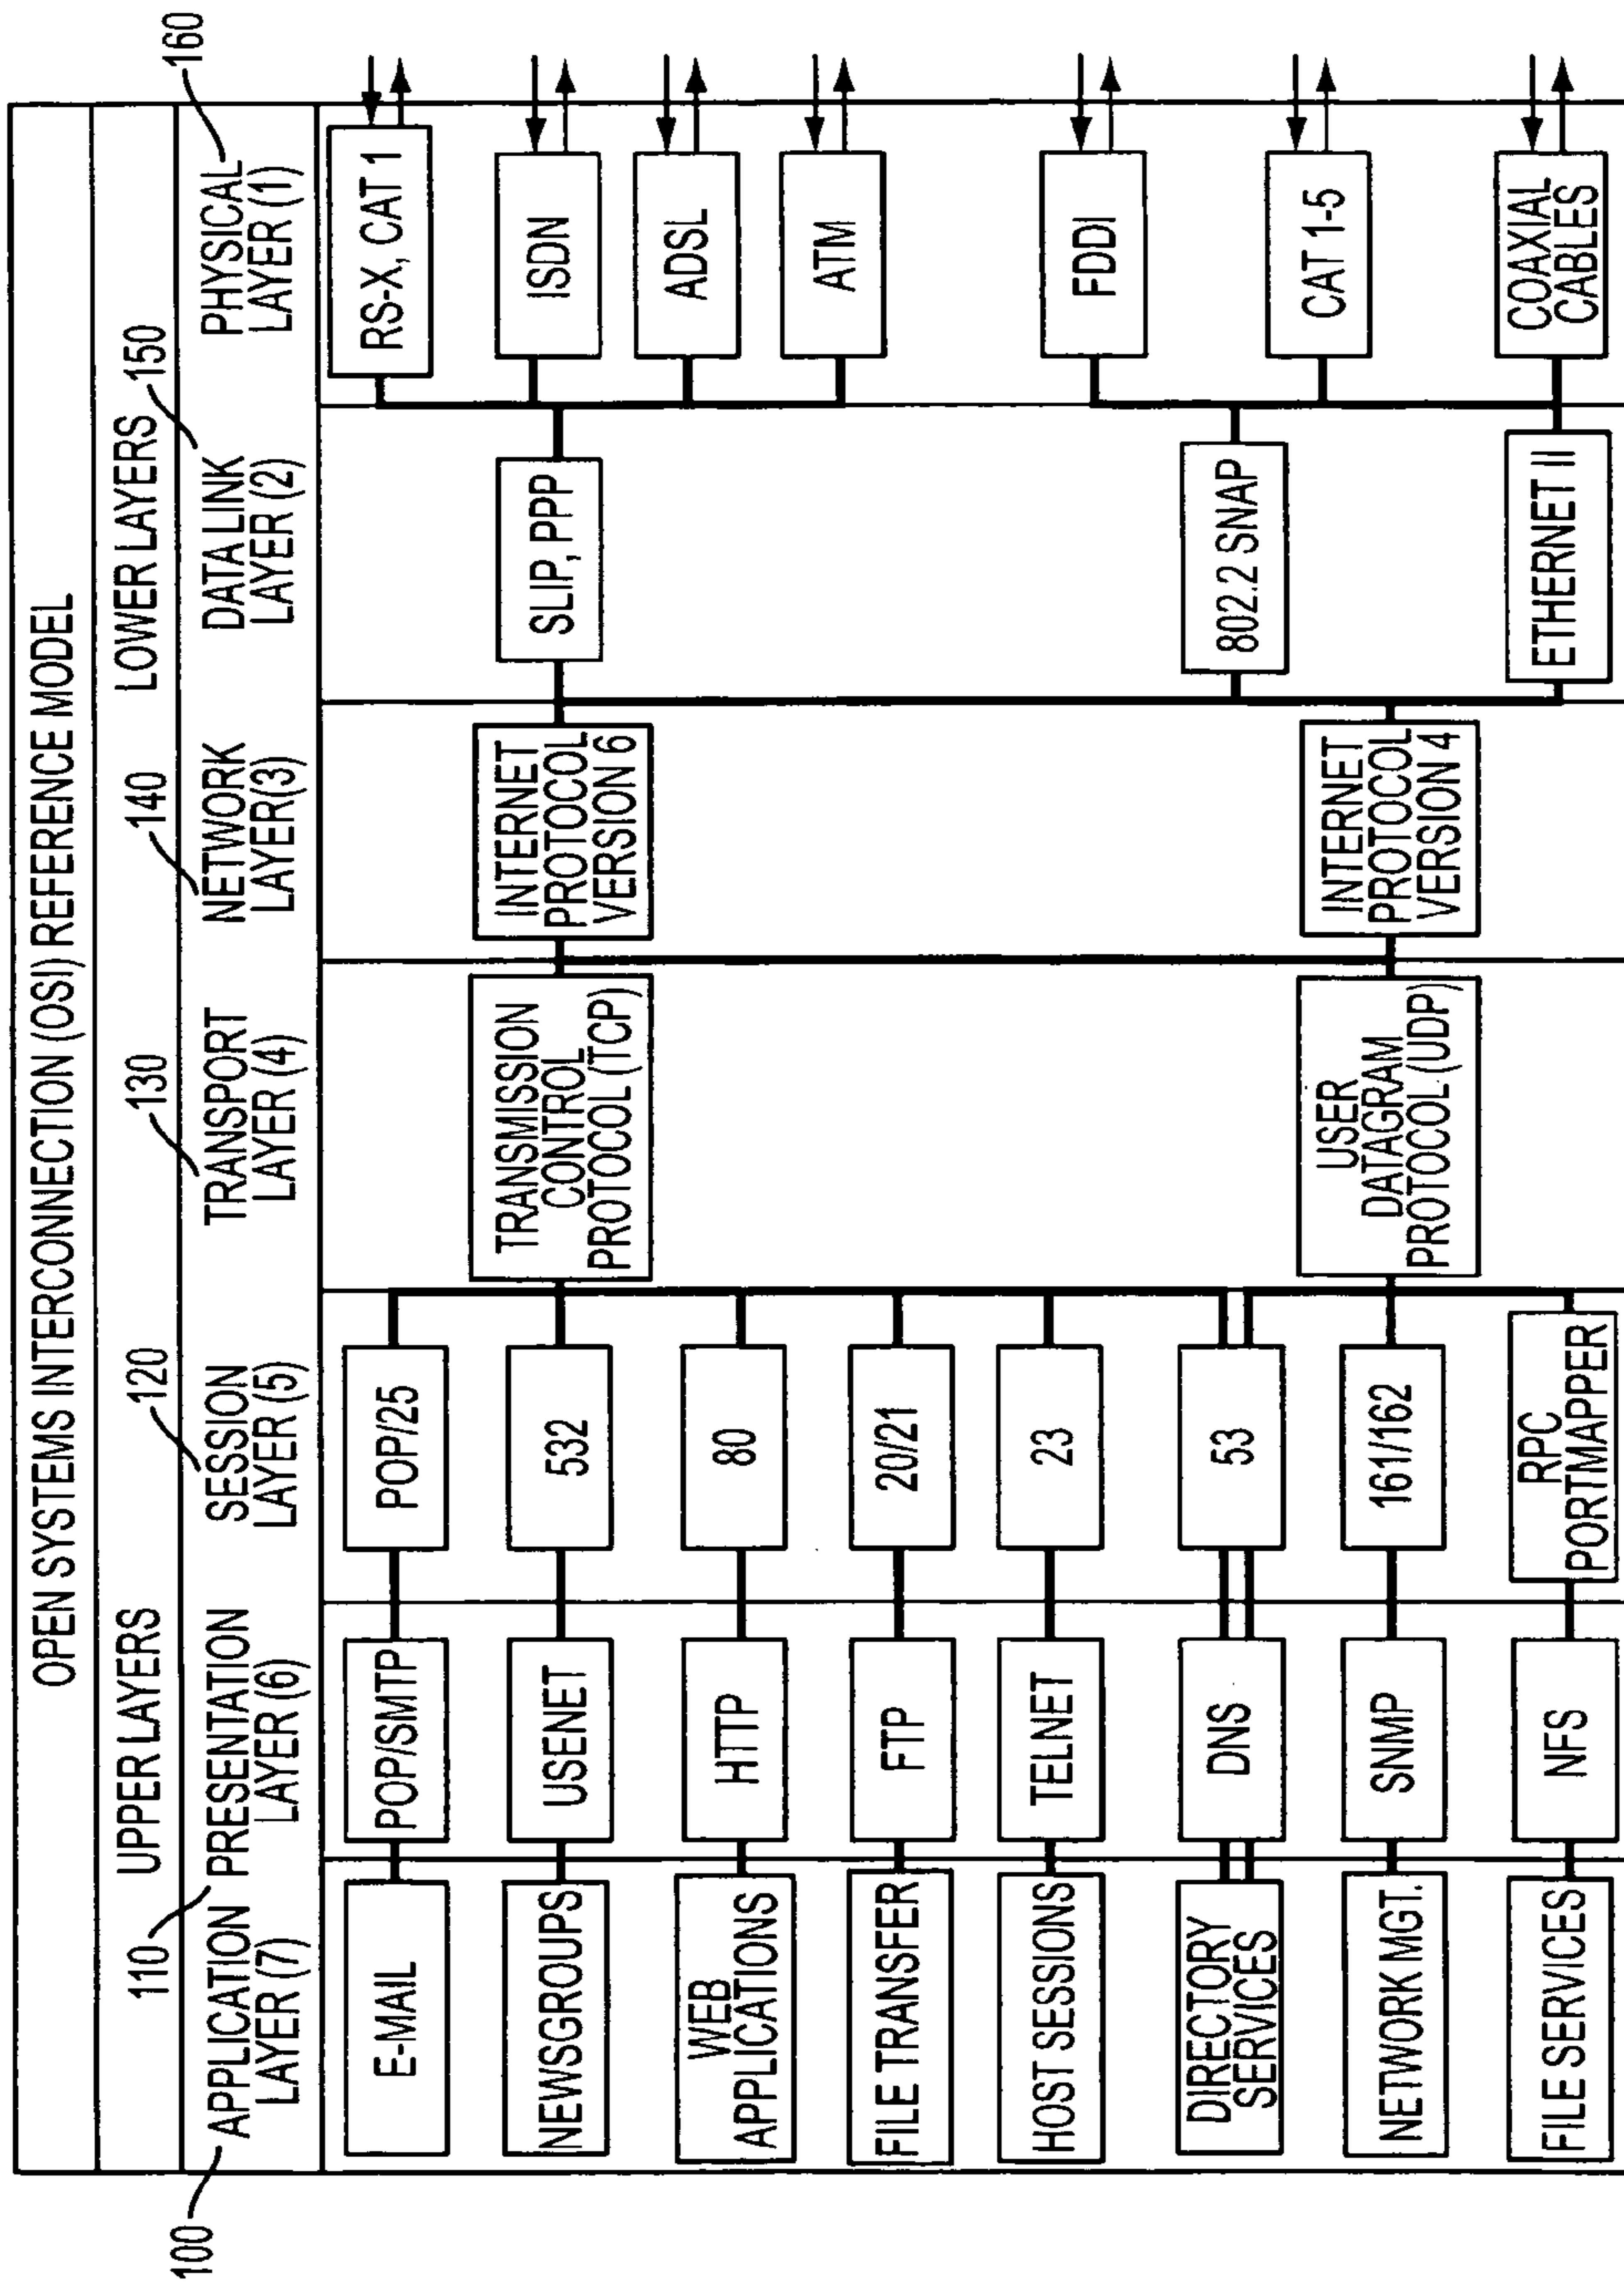 OPEN SYSTEMS INTERCONNECTION (OSI) REFERENCE MODEL
UPPER LAYERS
LOWER LAYERS
100
APPLICATION
LAYER (7)
110
PRESENTATION
LAYER (6)
120
SESSION
LAYER (5)
130
TRANSPORT
LAYER (4)
140
NETWORK
LAYER(3)
150
DATA LINK
LAYER (2)
160
PHYSICAL
LAYER (1)
E-MAIL
NEWSGROUPS
WEB
APPLICATIONS
FILE TRANSFER
HOST SESSIONS
DIRECTORY
SERVICES
NETWORK MGT.
FILE SERVICES
POP/SMTP
USENET
HTTP
FTP
TELNET
DNS
SNMP
NFS
POP/25
532
80
20/21
23
53
161/162
RPC
PORTMAPPER
TRANSMISSION
CONTROL
PROTOCOL (TCP)
USER
DATAGRAM
PROTOCOL (UDP)
INTERNET
PROTOCOL
VERSION 6
INTERNET
PROTOCOL
VERSION 4
SLIP, PPP
802.2 SNAP
ETHERNET II
RS-X, CAT 1
ISDN
ADSL
ATM
FDDI
CAT 1-5
COAXIAL
CABLES